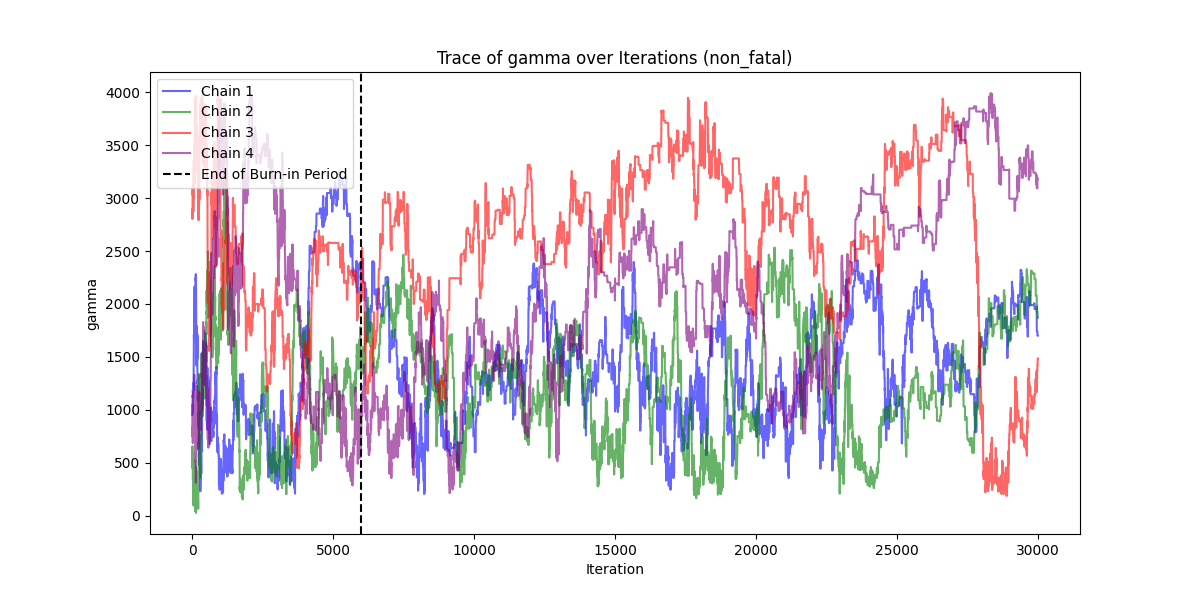 Trace of gamma over Iterations (non_fatal)
Chain 1
Chain 2
Chain 3
Chain 4
End of Burn-in Period
gamma
4000
3500
3000
2500
2000
1500
1000
500
0
0 5000 10000 15000 20000 25000 30000
Iteration